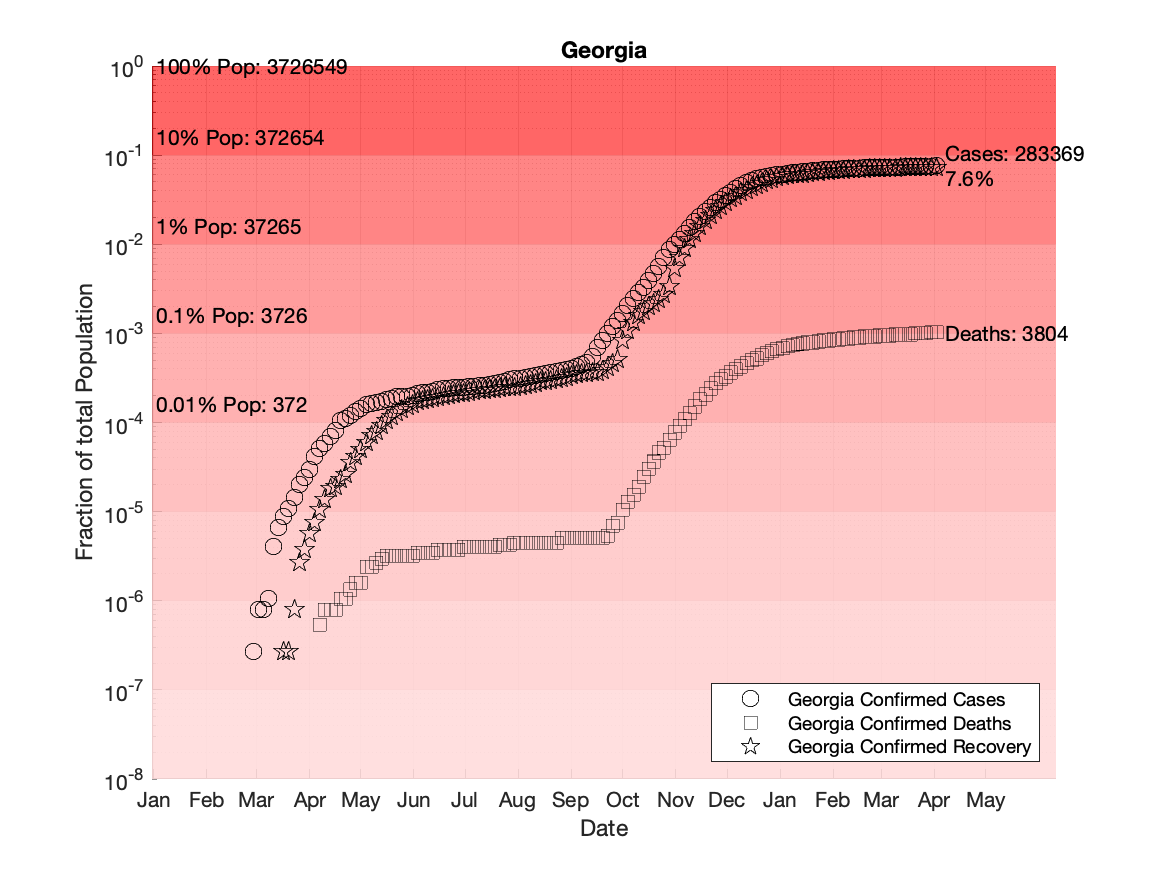 Georgia
10^0
100% Pop: 3726549
10% Pop: 372654
10^-1
Cases: 283369
7.6%
1% Pop: 37265
10^-2
0.1% Pop: 3726
10^-3
Deaths: 3804
0.01% Pop: 372
10^-4
10^-5
10^-6
10^-7
10^-8
Fraction of total Population
Georgia Confirmed Cases
Georgia Confirmed Deaths
Georgia Confirmed Recovery
Jan Feb Mar Apr May Jun Jul Aug Sep Oct Nov Dec Jan Feb Mar Apr May
Date